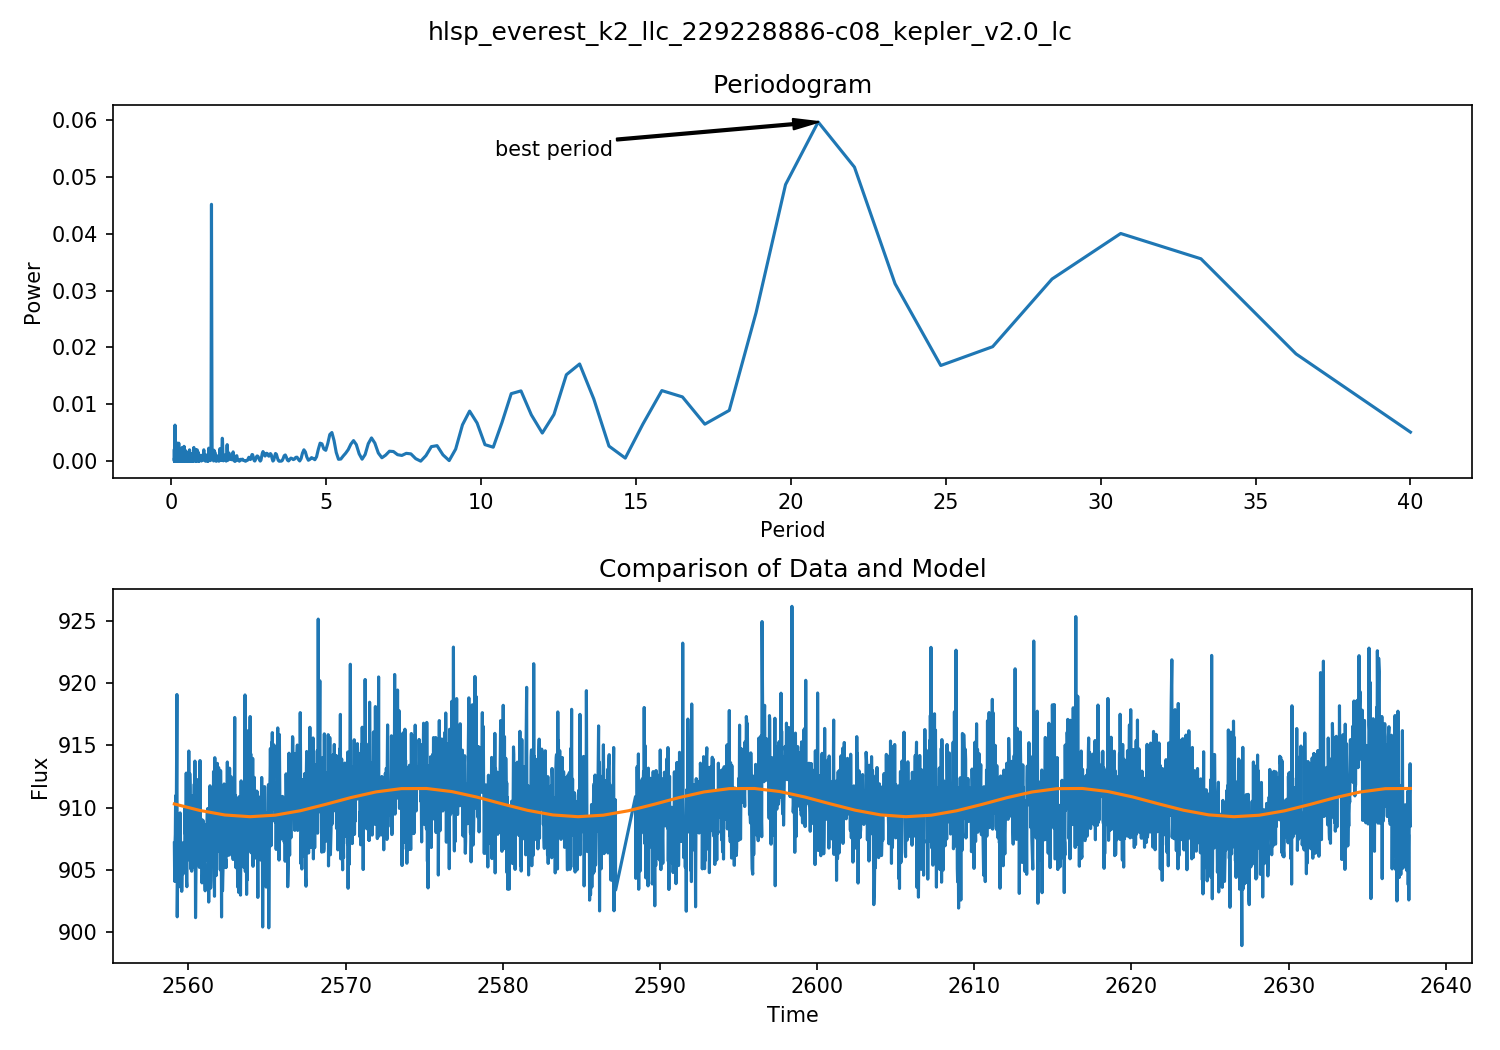 hlsp_everest_k2_llc_229228886-c08_kepler_v2.0_lc
Periodogram
0.06
0.05
0.04
0.03
0.02
0.01
0.00
Power
best period
0 5 10 15 20 25 30 35 40
Period
Comparison of Data and Model
925
920
915
910
905
900
Flux
2560 2570 2580 2590 2600 2610 2620 2630 2640
Time